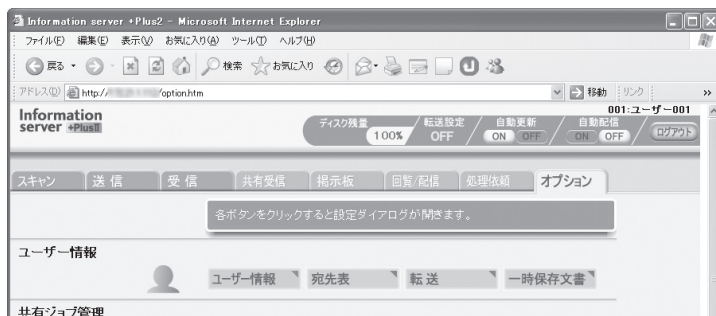 Information server +Plus2 - Microsoft Internet Explorer
ファイル(F) 編集(E) 表示(V) お気に入り(A) ツール(T) ヘルプ(H)
戻る 検索 お気に入り
アドレス(D) http:// /option.htm 移動 リンク »
001:ユーザー001
Information
server +PlusII
ディスク残量 100% 転送設定 OFF 自動更新 ON OFF 自動配信 ON OFF ログアウト
スキャン 送信 受信 共有受信 掲示板 回覧/配信 処理依頼 オプション
各ボタンをクリックすると設定ダイアログが開きます。
ユーザー情報
ユーザー情報 宛先表 転送 一時保存文書
共有ジョブ管理